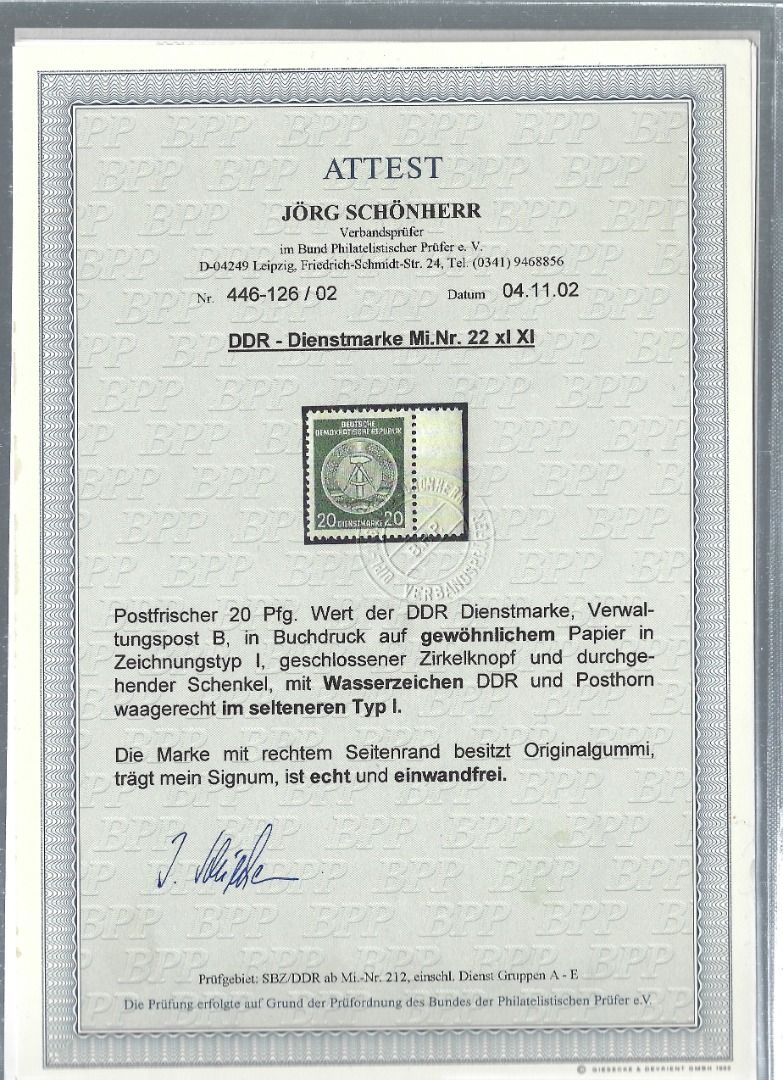 ATTEST
JÖRG SCHÖNHERR
Verbandsprüfer
im Bund Philatelistischer Prüfer e. V.
D-04249 Leipzig, Friedrich-Schmidt-Str. 24, Tel. (0341) 9468856
Nr. 446-126 / 02 Datum 04.11.02
DDR - Dienstmarke Mi.Nr. 22 xI XI
DEUTSCHE
DEMOKRATISCHE REPUBLIK
20 DIENSTMARKE 20
Postfrischer 20 Pfg. Wert der DDR Dienstmarke, Verwal-
tungspost B, in Buchdruck auf gewöhnlichem Papier in
Zeichnungstyp I, geschlossener Zirkelknopf und durchge-
hender Schenkel, mit Wasserzeichen DDR und Posthorn
waagerecht im selteneren Typ I.
Die Marke mit rechtem Seitenrand besitzt Originalgummi,
trägt mein Signum, ist echt und einwandfrei.
Prüfgebiet: SBZ/DDR ab Mi.-Nr. 212, einschl. Dienst Gruppen A - E
Die Prüfung erfolgte auf Grund der Prüfordnung des Bundes der Philatelistischen Prüfer e.V.
© GIESECKE & DEVRIENT GMBH